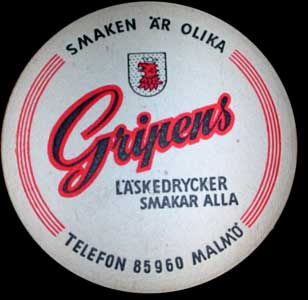 SMAKEN ÄR OLIKA
Gripens
LÄSKEDRYCKER
SMAKAR ALLA
TELEFON 85960 MALMÖ